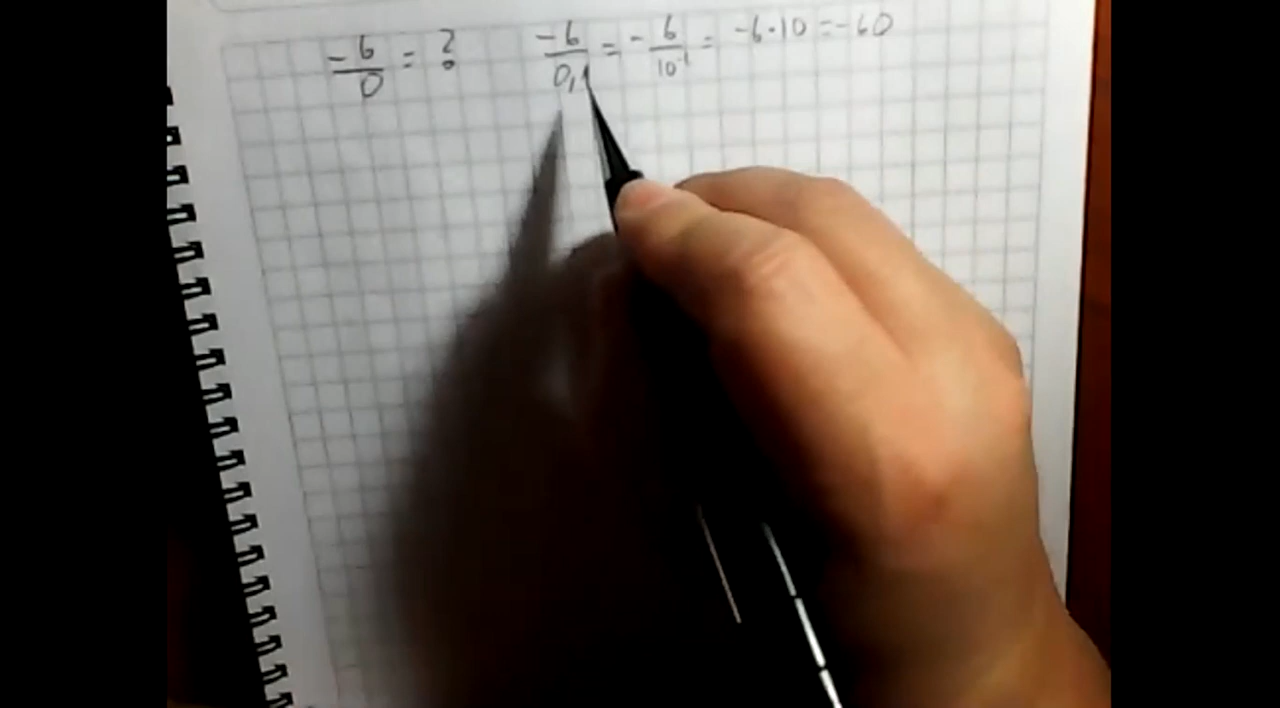 -6/0 = ? -6/0,1 = - 6/10⁻¹ = -6·10 = -60